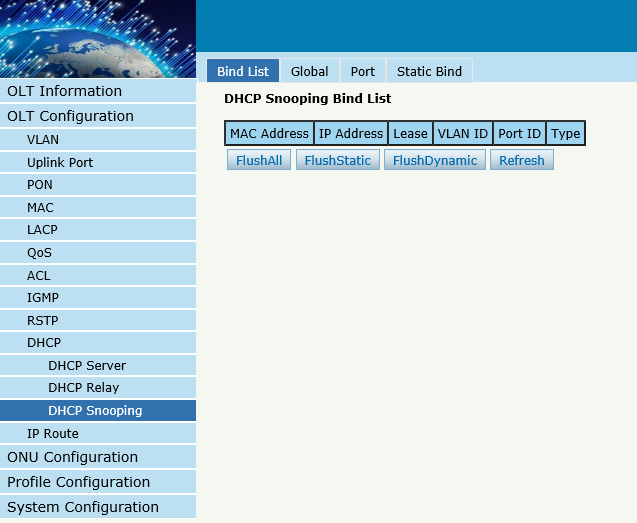 OLT Information
OLT Configuration
VLAN
Uplink Port
PON
MAC
LACP
QoS
ACL
IGMP
RSTP
DHCP
DHCP Server
DHCP Relay
DHCP Snooping
IP Route
ONU Configuration
Profile Configuration
System Configuration
Bind List Global Port Static Bind
DHCP Snooping Bind List
MAC Address IP Address Lease VLAN ID Port ID Type
FlushAll FlushStatic FlushDynamic Refresh